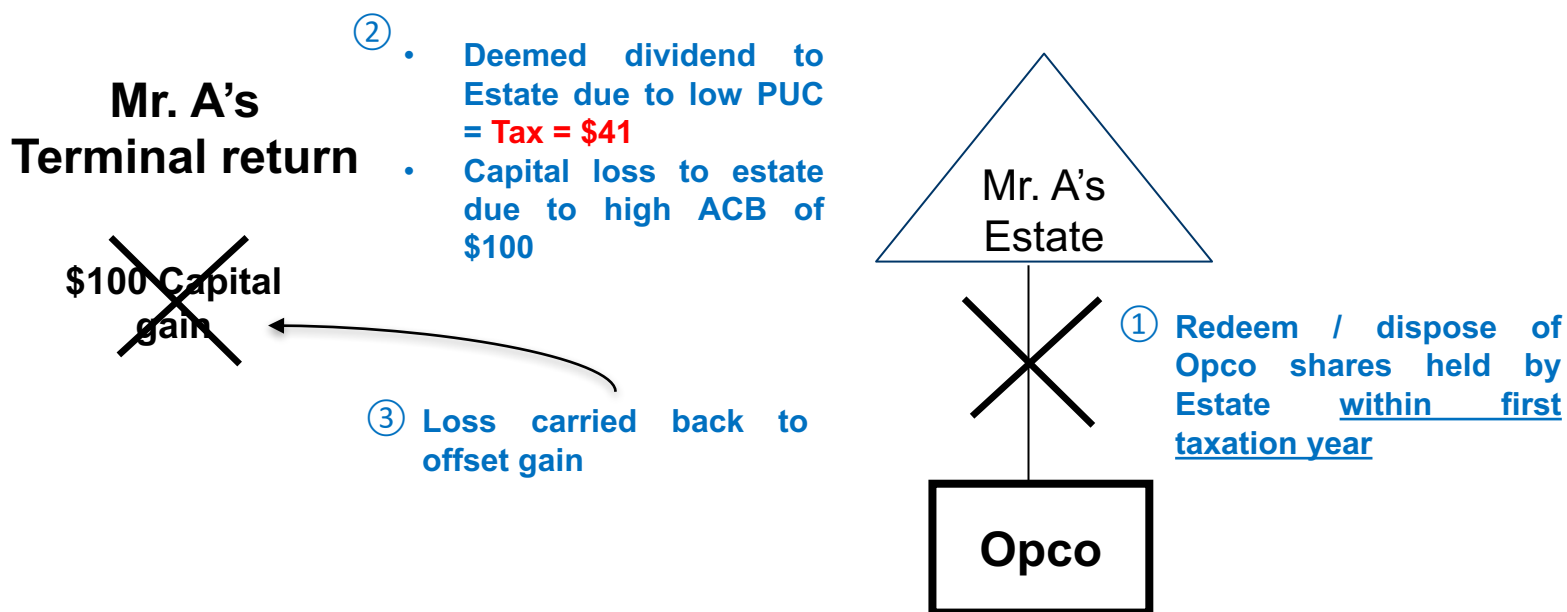 Mr. A’s
Terminal return
$100 Capital
gain
②
• Deemed dividend to
Estate due to low PUC
= Tax = $41
• Capital loss to estate
due to high ACB of
$100
③ Loss carried back to
offset gain
Mr. A’s
Estate
① Redeem / dispose of
Opco shares held by
Estate within first
taxation year
Opco